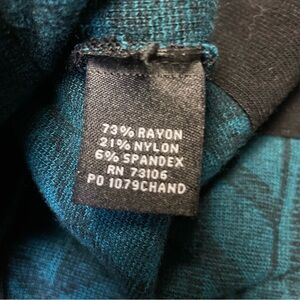 73% RAYON
21% NYLON
6% SPANDEX
RN 73106
PO 1079CHAND